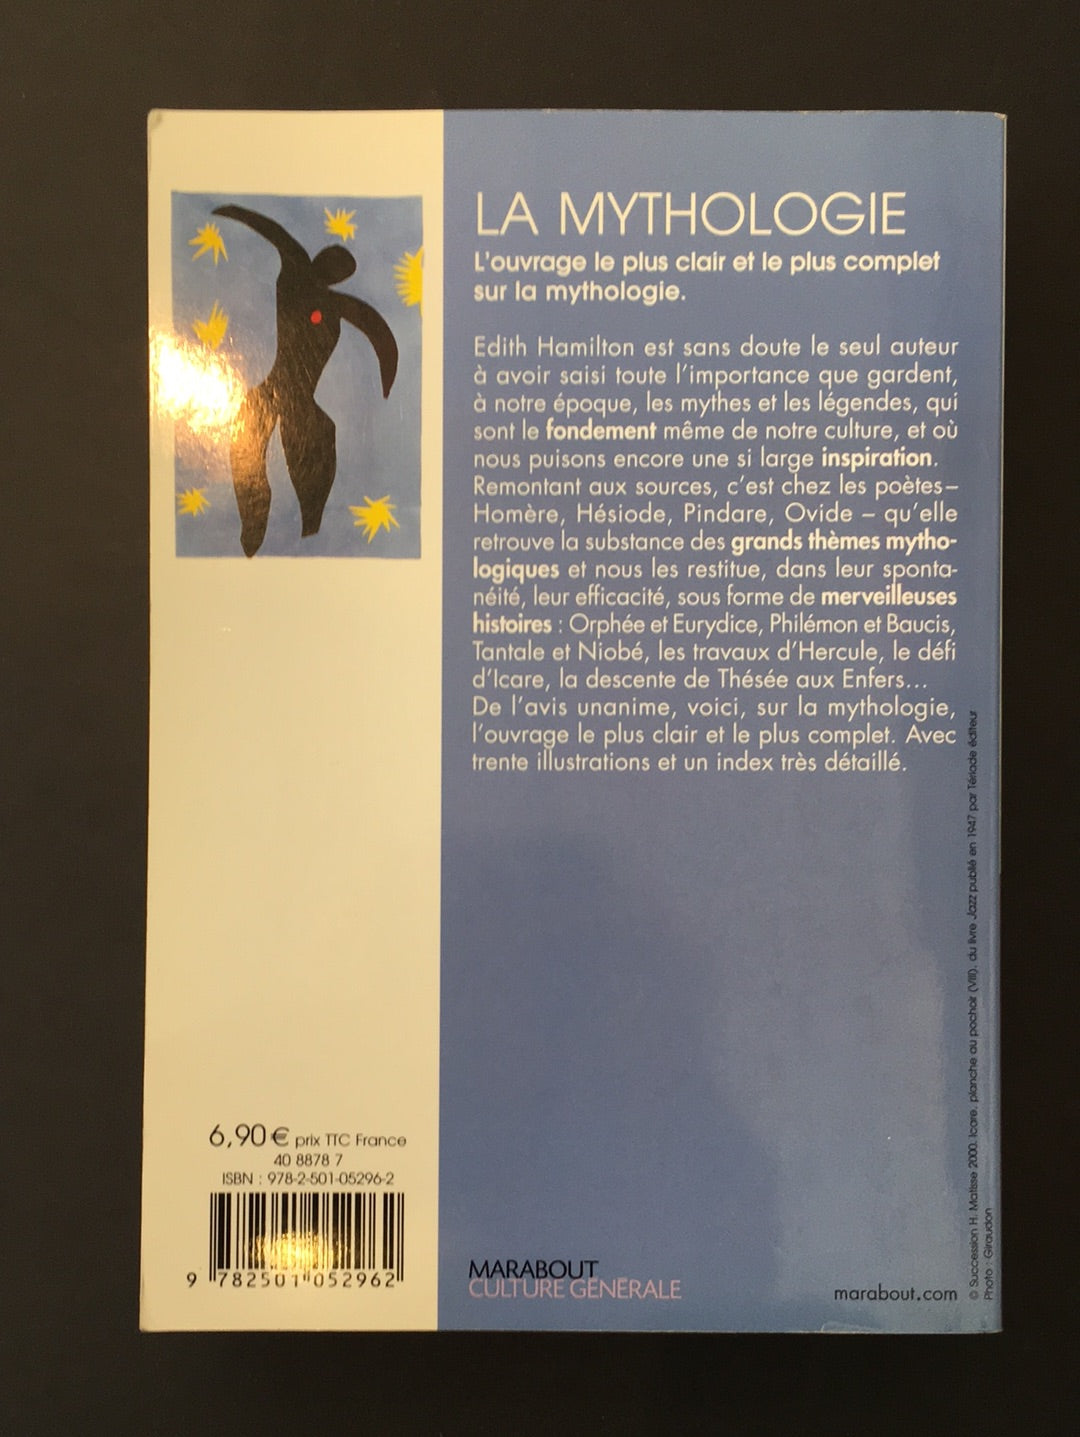 LA MYTHOLOGIE
L'ouvrage le plus clair et le plus complet
sur la mythologie.
Edith Hamilton est sans doute le seul auteur
à avoir saisi toute l'importance que gardent,
à notre époque, les mythes et les légendes, qui
sont le fondement même de notre culture, et où
nous puisons encore une si large inspiration.
Remontant aux sources, c'est chez les poètes –
Homère, Hésiode, Pindare, Ovide – qu'elle
retrouve la substance des grands thèmes mytho-
logiques et nous les restitue, dans leur sponta-
néité, leur efficacité, sous forme de merveilleuses
histoires : Orphée et Eurydice, Philémon et Baucis,
Tantale et Niobé, les travaux d'Hercule, le défi
d'Icare, la descente de Thésée aux Enfers...
De l'avis unanime, voici, sur la mythologie,
l'ouvrage le plus clair et le plus complet. Avec
trente illustrations et un index très détaillé.
6,90 € prix TTC France
40 8878 7
ISBN : 978-2-501-05296-2
9 782501 052962
MARABOUT
CULTURE GÉNÉRALE
marabout.com
© Succession H. Matisse 2000. Icare, planche au pochoir (VIII), du livre Jazz publié en 1947 par Tériade éditeur
Photo : Giraudon